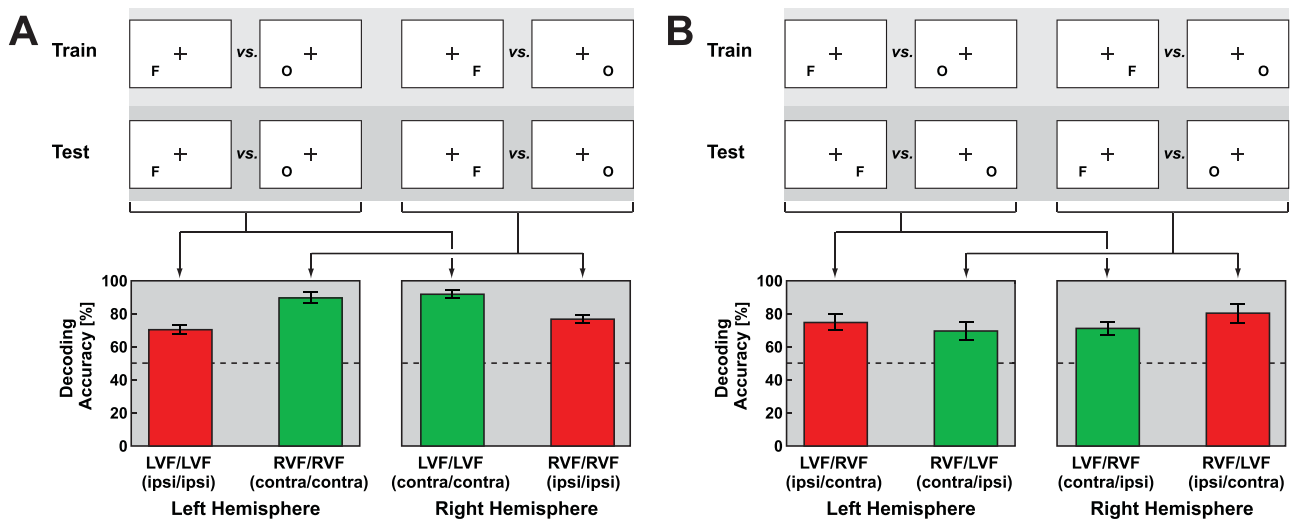 A
B
Train
F
vs.
O
F
vs.
O
Train
F
vs.
O
F
vs.
O
Test
F
vs.
O
F
vs.
O
Test
F
vs.
O
F
vs.
O
Decoding
Accuracy [%]
100
80
60
40
20
0
LVF/LVF
(ipsi/ipsi)
RVF/RVF
(contra/contra)
Left Hemisphere
LVF/LVF
(contra/contra)
RVF/RVF
(ipsi/ipsi)
Right Hemisphere
Decoding
Accuracy [%]
100
80
60
40
20
0
LVF/RVF
(ipsi/contra)
RVF/LVF
(contra/ipsi)
Left Hemisphere
LVF/RVF
(contra/ipsi)
RVF/LVF
(ipsi/contra)
Right Hemisphere